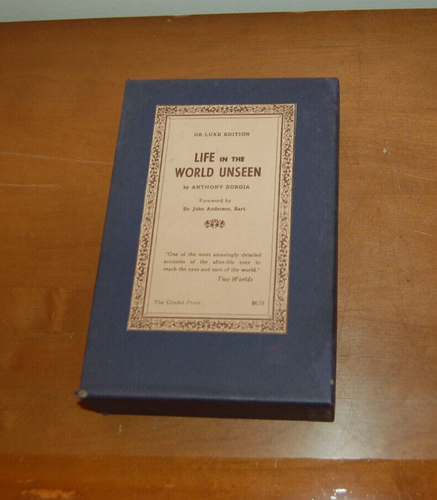 DE LUXE EDITION
LIFE IN THE
WORLD UNSEEN
by ANTHONY BORGIA
Foreword by
Sir John Anderson, Bart.
"One of the most amazingly detailed
accounts of the after-life ever to
reach the eyes and ears of the world."
Two Worlds
The Citadel Press